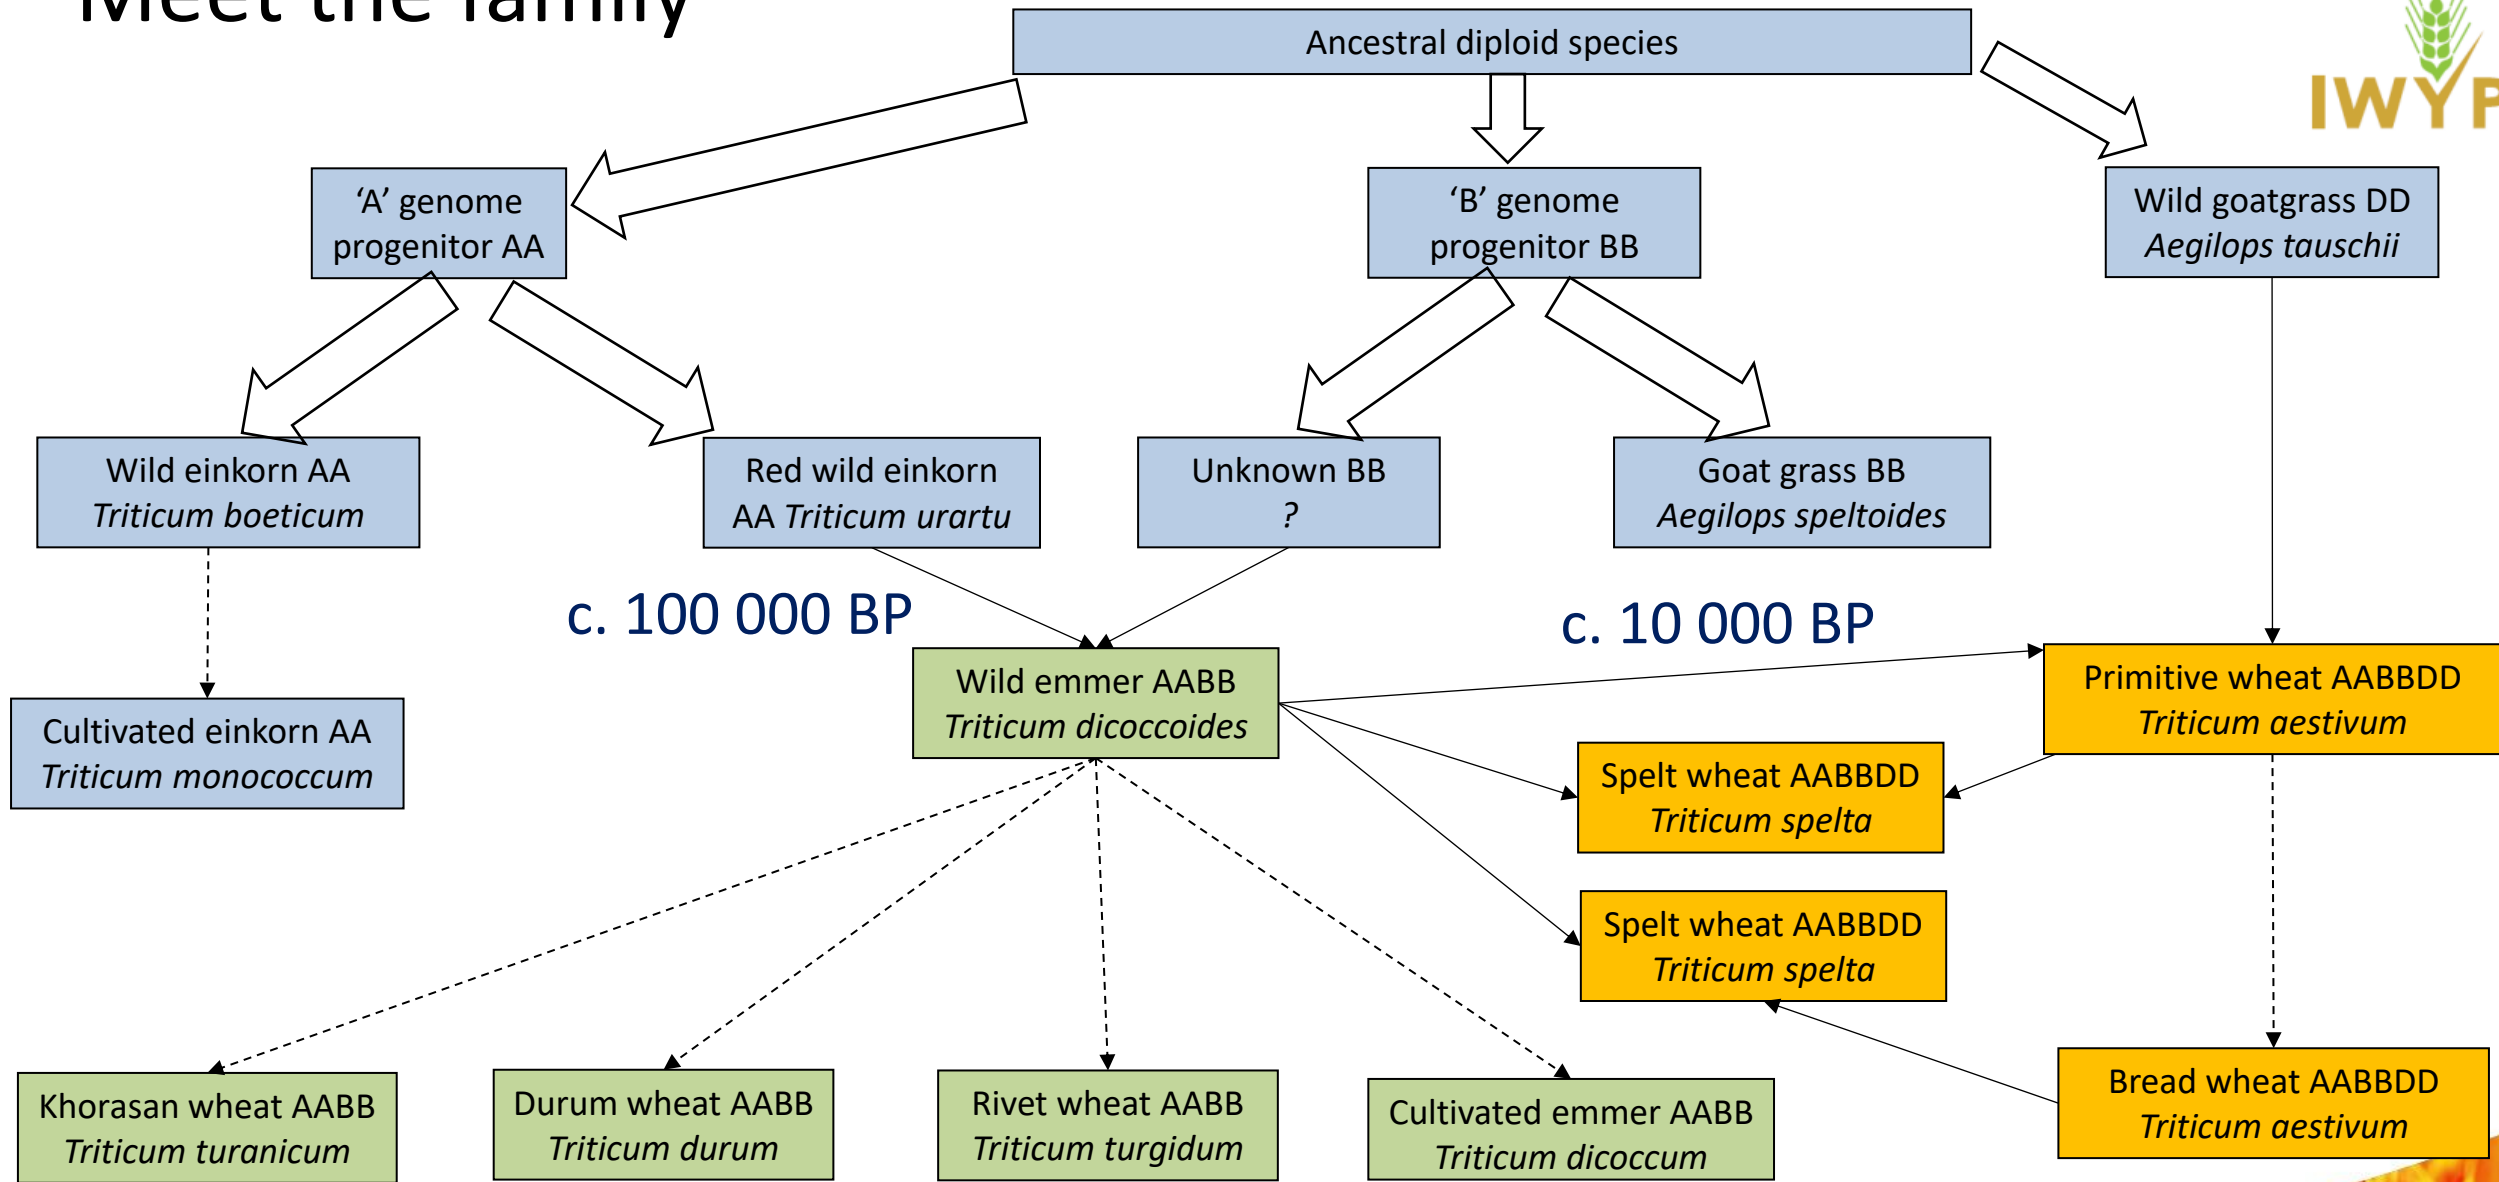 Meet the family
Ancestral diploid species
IWYP
‘A’ genome
progenitor AA
‘B’ genome
progenitor BB
Wild goatgrass DD
Aegilops tauschii
Wild einkorn AA
Triticum boeticum
Red wild einkorn
AA Triticum urartu
Unknown BB
?
Goat grass BB
Aegilops speltoides
c. 100 000 BP
c. 10 000 BP
Wild emmer AABB
Triticum dicoccoides
Primitive wheat AABBDD
Triticum aestivum
Cultivated einkorn AA
Triticum monococcum
Spelt wheat AABBDD
Triticum spelta
Spelt wheat AABBDD
Triticum spelta
Khorasan wheat AABB
Triticum turanicum
Durum wheat AABB
Triticum durum
Rivet wheat AABB
Triticum turgidum
Cultivated emmer AABB
Triticum dicoccum
Bread wheat AABBDD
Triticum aestivum